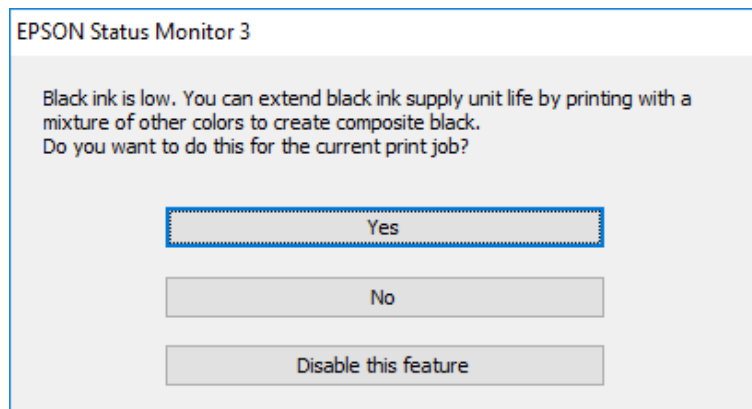 EPSON Status Monitor 3
Black ink is low. You can extend black ink supply unit life by printing with a
mixture of other colors to create composite black.
Do you want to do this for the current print job?
Yes
No
Disable this feature